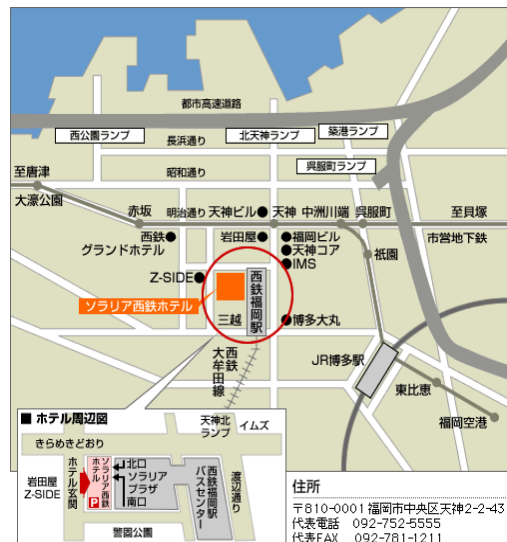 都市高速道路
西公園ランプ
北天神ランプ
築港ランプ
長浜通り
呉服町ランプ
昭和通り
至唐津
大濠公園
赤坂
明治通り
天神ビル
天神
中洲川端
呉服町
至貝塚
市営地下鉄
西鉄
グランドホテル
岩田屋
福岡ビル
天神コア
IMS
祇園
Z-SIDE
西鉄福岡駅
ソラリア西鉄ホテル
三越
博多大丸
西鉄
大牟田線
JR博多駅
東比恵
福岡空港
■ ホテル周辺図
天神北
ランプ
イムズ
きらめきどおり
岩田屋
Z-SIDE
ホテル玄関
ソラリア西鉄
ホテル
P
北口
ソラリア
プラザ
南口
西鉄福岡駅
バスセンター
渡辺通り
警固公園
住所
〒810-0001 福岡市中央区天神2-2-43
代表電話 092-752-5555
代表FAX 092-781-1211